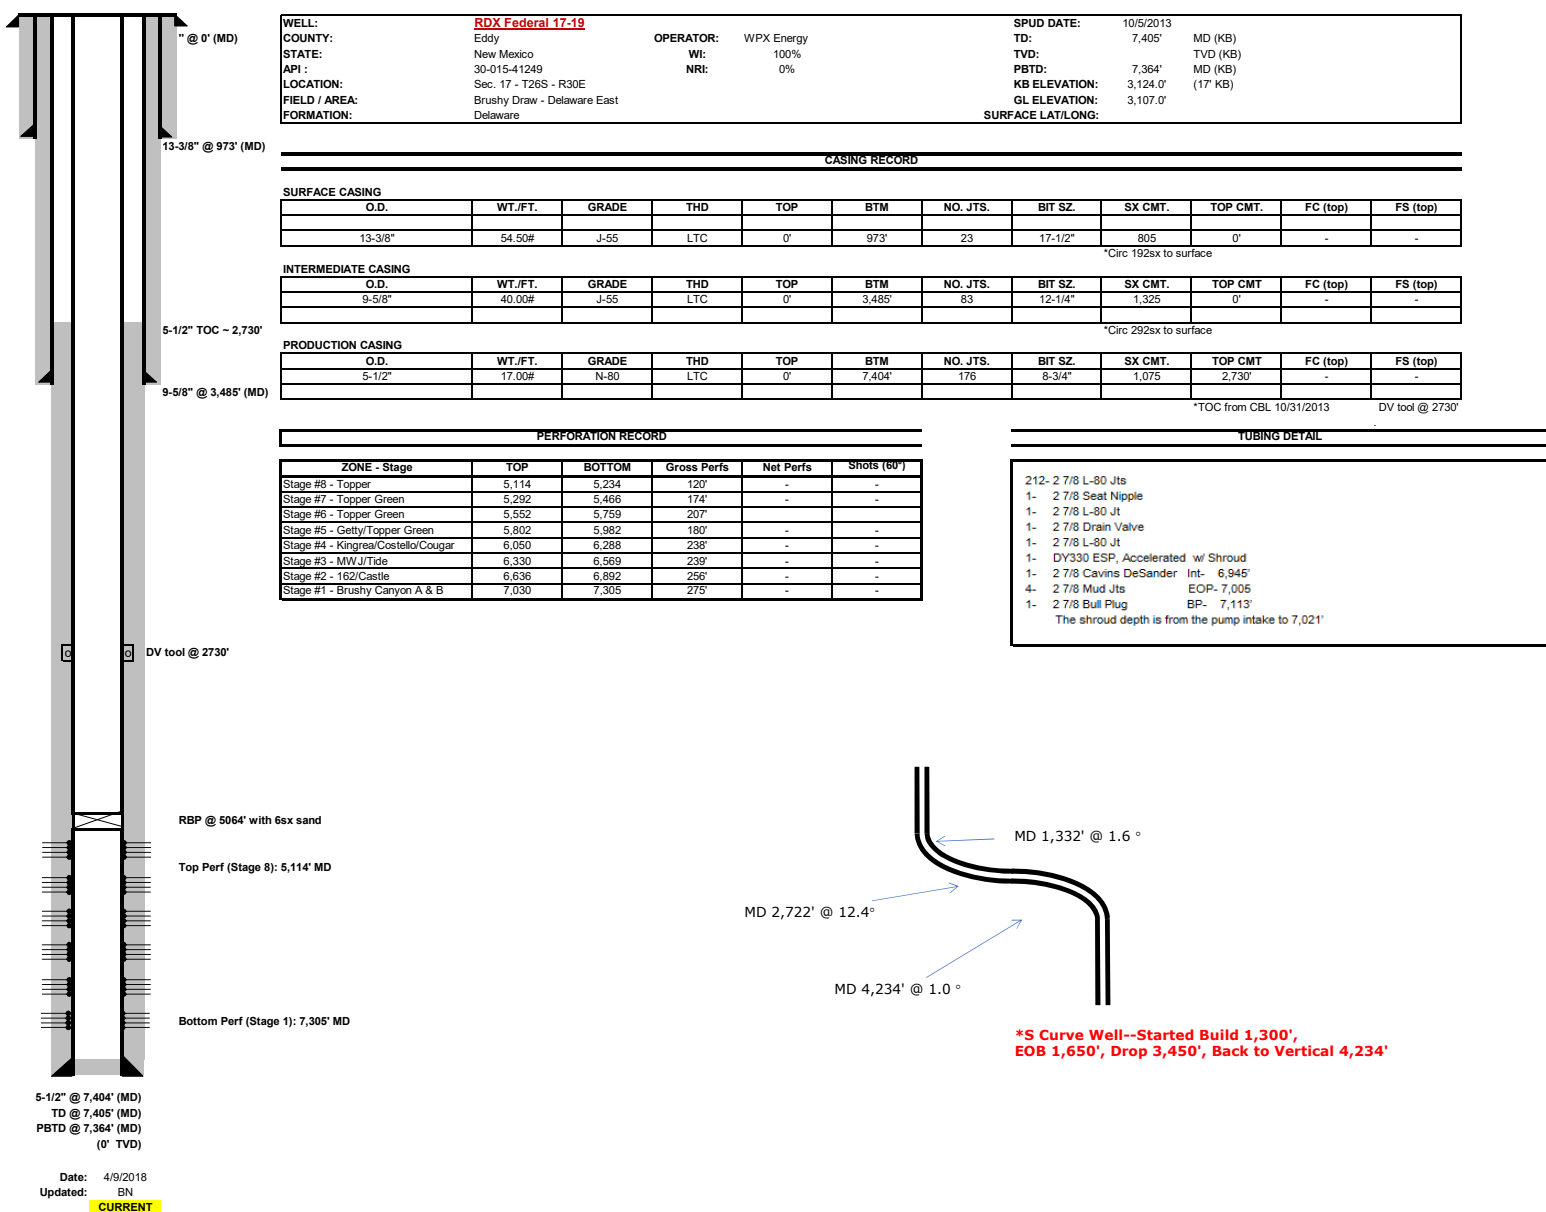 " @ 0' (MD)
WELL: RDX Federal 17-19 SPUD DATE: 10/5/2013
COUNTY: Eddy OPERATOR: WPX Energy TD: 7,405' MD (KB)
STATE: New Mexico WI: 100% TVD: TVD (KB)
API : 30-015-41249 NRI: 0% PBTD: 7,364' MD (KB)
LOCATION: Sec. 17 - T26S - R30E KB ELEVATION: 3,124.0' (17' KB)
FIELD / AREA: Brushy Draw - Delaware East GL ELEVATION: 3,107.0'
FORMATION: Delaware SURFACE LAT/LONG:
13-3/8" @ 973' (MD)
CASING RECORD
SURFACE CASING
O.D. WT./FT. GRADE THD TOP BTM NO. JTS. BIT SZ. SX CMT. TOP CMT. FC (top) FS (top)
13-3/8" 54.50# J-55 LTC 0' 973' 23 17-1/2" 805 0' - -
*Circ 192sx to surface
INTERMEDIATE CASING
O.D. WT./FT. GRADE THD TOP BTM NO. JTS. BIT SZ. SX CMT. TOP CMT FC (top) FS (top)
9-5/8" 40.00# J-55 LTC 0' 3,485' 83 12-1/4" 1,325 0' - -
*Circ 292sx to surface
5-1/2" TOC ~ 2,730'
PRODUCTION CASING
O.D. WT./FT. GRADE THD TOP BTM NO. JTS. BIT SZ. SX CMT. TOP CMT FC (top) FS (top)
5-1/2" 17.00# N-80 LTC 0' 7,404' 176 8-3/4" 1,075 2,730' - -
9-5/8" @ 3,485' (MD)
*TOC from CBL 10/31/2013 DV tool @ 2730'
.
PERFORATION RECORD
ZONE - Stage TOP BOTTOM Gross Perfs Net Perfs Shots (60°)
Stage #8 - Topper 5,114 5,234 120' - -
Stage #7 - Topper Green 5,292 5,466 174' - -
Stage #6 - Topper Green 5,552 5,759 207'
Stage #5 - Getty/Topper Green 5,802 5,982 180' - -
Stage #4 - Kingrea/Costello/Cougar 6,050 6,288 238' - -
Stage #3 - MWJ/Tide 6,330 6,569 239' - -
Stage #2 - 162/Castle 6,636 6,892 256' - -
Stage #1 - Brushy Canyon A & B 7,030 7,305 275' - -
TUBING DETAIL
212- 2 7/8 L-80 Jts
1- 2 7/8 Seat Nipple
1- 2 7/8 L-80 Jt
1- 2 7/8 Drain Valve
1- 2 7/8 L-80 Jt
1- DY330 ESP, Accelerated w/ Shroud
1- 2 7/8 Cavins DeSander Int- 6,945'
4- 2 7/8 Mud Jts EOP- 7,005
1- 2 7/8 Bull Plug BP- 7,113'
The shroud depth is from the pump intake to 7,021'
O O DV tool @ 2730'
RBP @ 5064' with 6sx sand
Top Perf (Stage 8): 5,114' MD
Bottom Perf (Stage 1): 7,305' MD
MD 1,332' @ 1.6 °
MD 2,722' @ 12.4°
MD 4,234' @ 1.0 °
*S Curve Well--Started Build 1,300',
EOB 1,650', Drop 3,450', Back to Vertical 4,234'
5-1/2" @ 7,404' (MD)
TD @ 7,405' (MD)
PBTD @ 7,364' (MD)
(0' TVD)
Date: 4/9/2018
Updated: BN
CURRENT